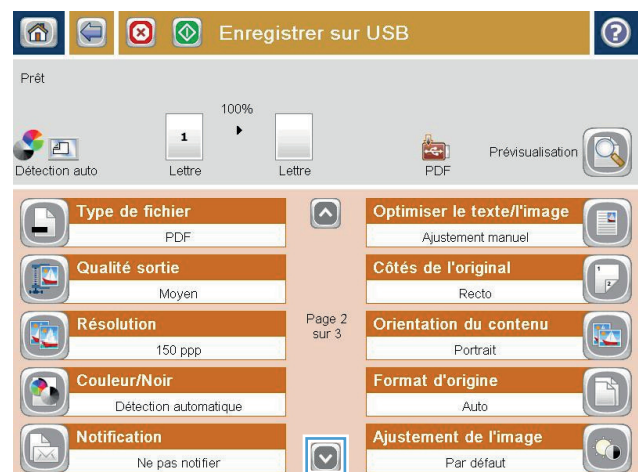 Enregistrer sur USB
?
Prêt
100%
1
Détection auto
Lettre
Lettre
PDF
Prévisualisation
Type de fichier
PDF
Qualité sortie
Moyen
Résolution
150 ppp
Couleur/Noir
Détection automatique
Notification
Ne pas notifier
Page 2
sur 3
Optimiser le texte/l'image
Ajustement manuel
Côtés de l'original
1
2
Recto
Orientation du contenu
Portrait
Format d'origine
Auto
Ajustement de l'image
Par défaut